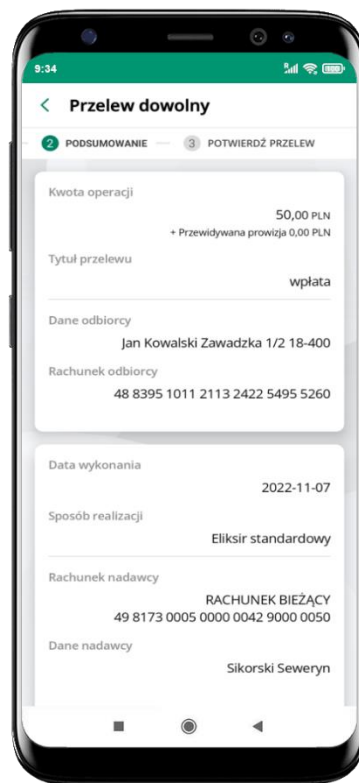 9:34
Przelew dowolny
2 PODSUMOWANIE
3 POTWIERDŹ PRZELEW
Kwota operacji
50,00 PLN
+ Przewidywana prowizja 0,00 PLN
Tytuł przelewu
wpłata
Dane odbiorcy
Jan Kowalski Zawadzka 1/2 18-400
Rachunek odbiorcy
48 8395 1011 2113 2422 5495 5260
Data wykonania
2022-11-07
Sposób realizacji
Eliksir standardowy
Rachunek nadawcy
RACHUNEK BIEŻĄCY
49 8173 0005 0000 0042 9000 0050
Dane nadawcy
Sikorski Seweryn